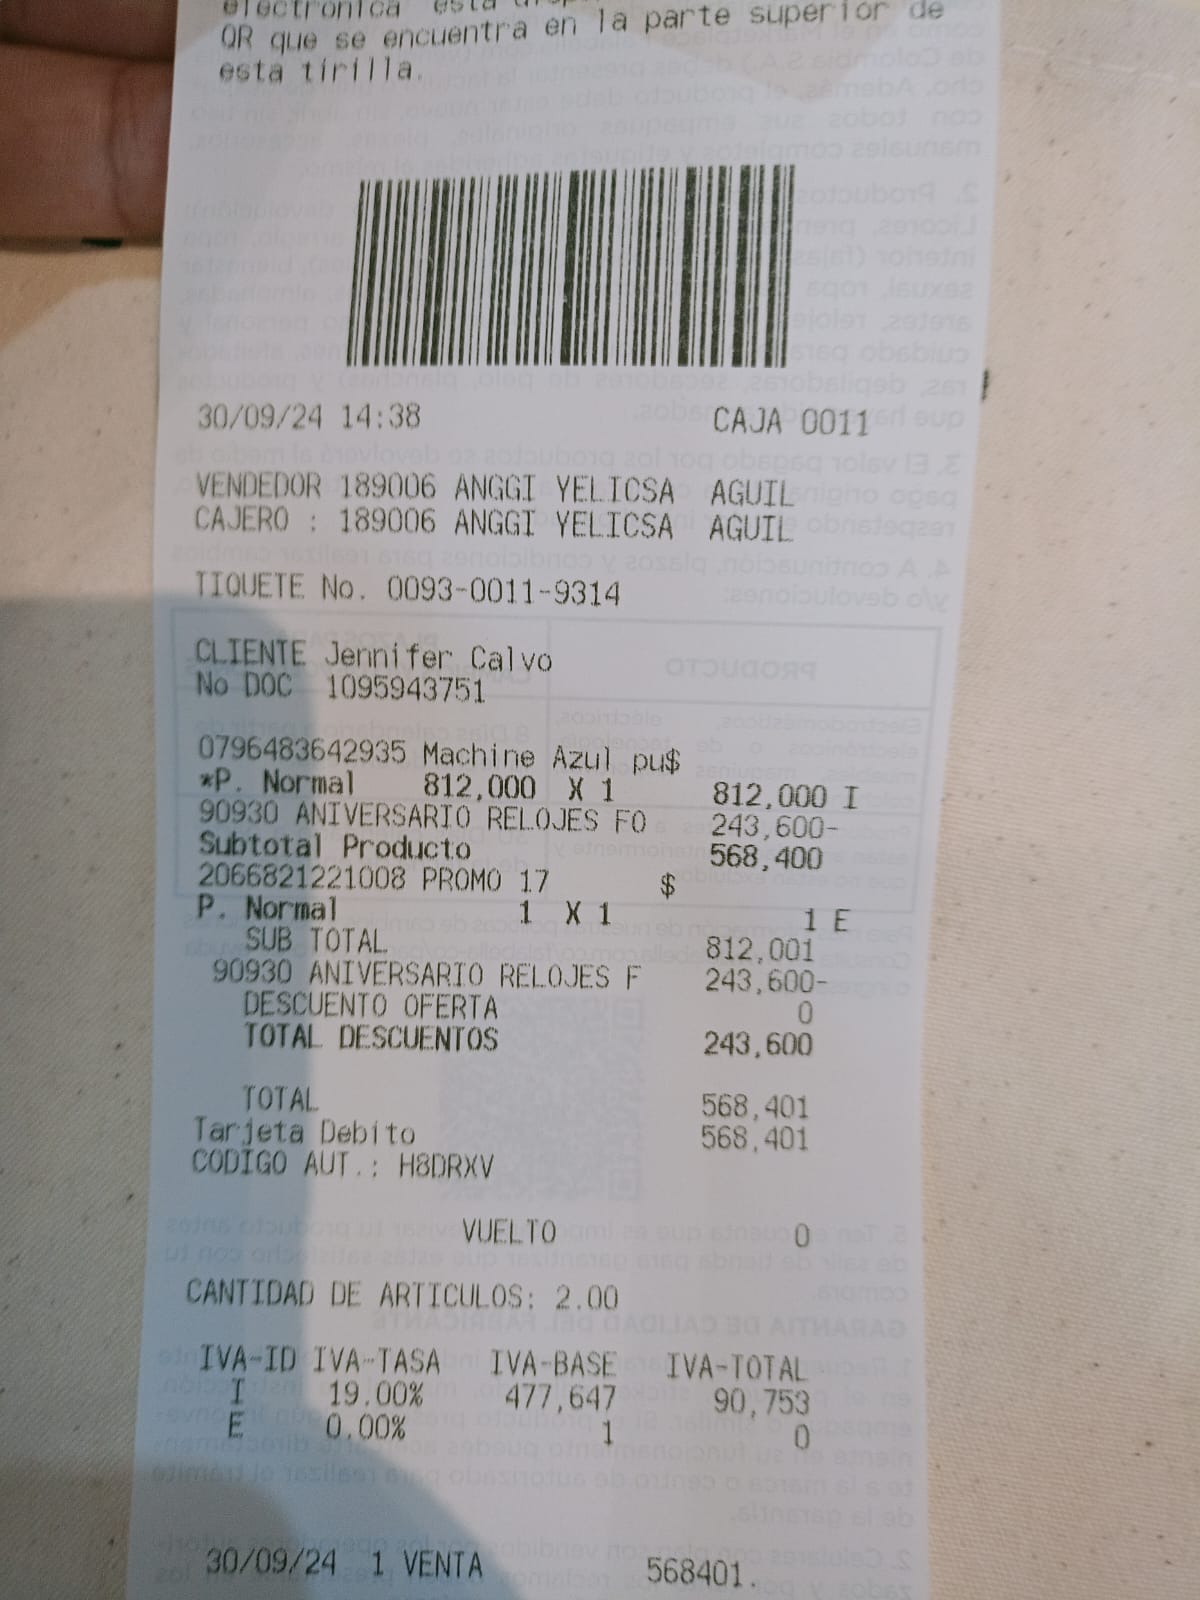 electronica esta
QR que se encuentra en la parte superior de
esta tirilla.
30/09/24 14:38 CAJA 0011
VENDEDOR 189006 ANGGI YELICSA AGUIL
CAJERO : 189006 ANGGI YELICSA AGUIL
TIQUETE No. 0093-0011-9314
CLIENTE Jennifer Calvo
No DOC 1095943751
0796483642935 Machine Azul pu$
*P. Normal 812,000 X 1 812,000 I
90930 ANIVERSARIO RELOJES FO 243,600-
Subtotal Producto 568,400
2066821221008 PROMO 17 $
P. Normal 1 X 1 1 E
SUB TOTAL 812,001
90930 ANIVERSARIO RELOJES F 243,600-
DESCUENTO OFERTA 0
TOTAL DESCUENTOS 243,600
TOTAL 568,401
Tarjeta Debito 568,401
CODIGO AUT.: H8DRXV
VUELTO 0
CANTIDAD DE ARTICULOS: 2.00
IVA-ID IVA-TASA IVA-BASE IVA-TOTAL
I 19.00% 477,647 90,753
E 0.00% 1 0
30/09/24 1 VENTA 568401.